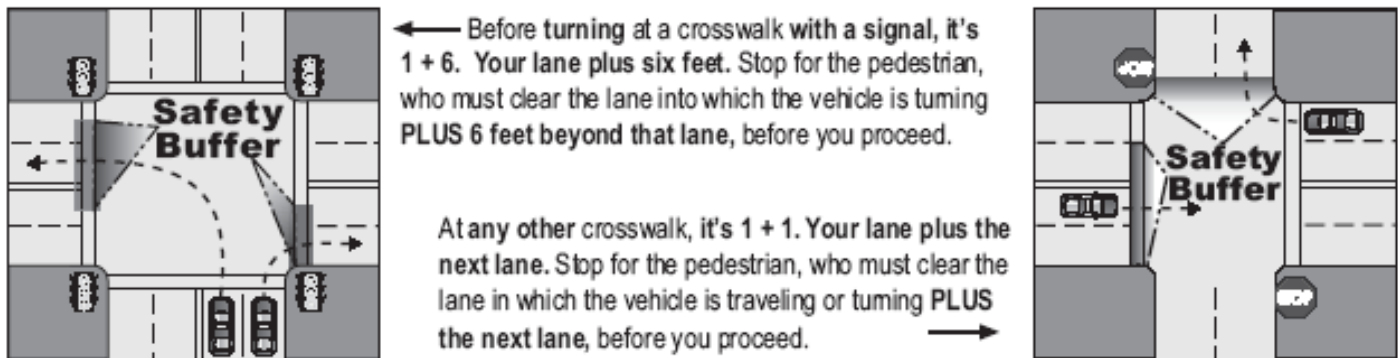 Before turning at a crosswalk with a signal, it's
1 + 6. Your lane plus six feet. Stop for the pedestrian,
who must clear the lane into which the vehicle is turning
PLUS 6 feet beyond that lane, before you proceed.
Safety
Buffer
At any other crosswalk, it's 1 + 1. Your lane plus the
next lane. Stop for the pedestrian, who must clear the
lane in which the vehicle is traveling or turning PLUS
the next lane, before you proceed.
Safety
Buffer